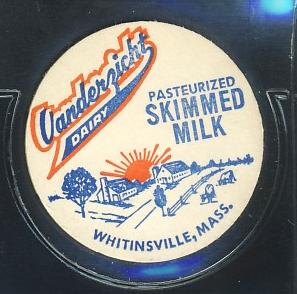 Vanderzicht
DAIRY
PASTEURIZED
SKIMMED
MILK
WHITINSVILLE, MASS.